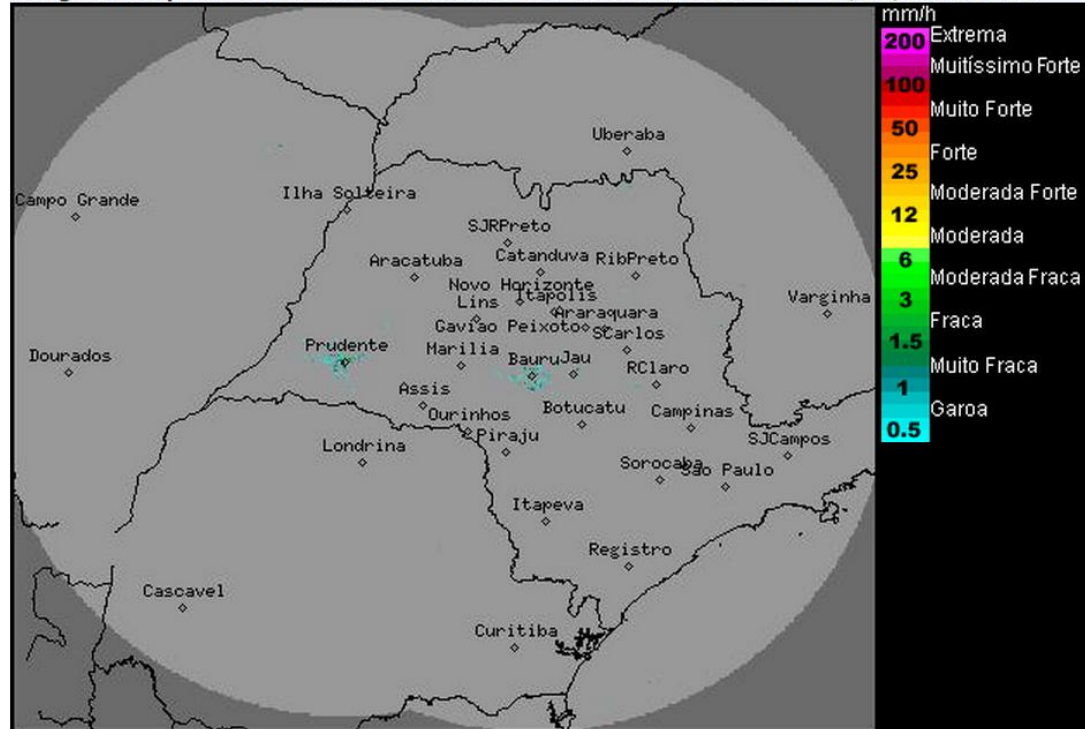 mm/h
200 Extrema
Muitíssimo Forte
100
Muito Forte
50
Forte
25
Moderada Forte
12
Moderada
6
Moderada Fraca
3
Fraca
1.5
Muito Fraca
1
Garoa
0.5
Uberaba
Ilha Solteira
Campo Grande
SJRPreto
Catanduva RibPreto
Aracatuba
Novo Horizonte
Itapolis
Varginha
Lins
Araraquara
Gaviao Peixoto
SCarlos
Prudente
Dourados
Marilia
Bauru Jau
RClaro
Assis
Ourinhos
Botucatu
Campinas
Piraju
SJCampos
Londrina
Sorocaba
Sao Paulo
Itapeva
Registro
Cascavel
Curitiba